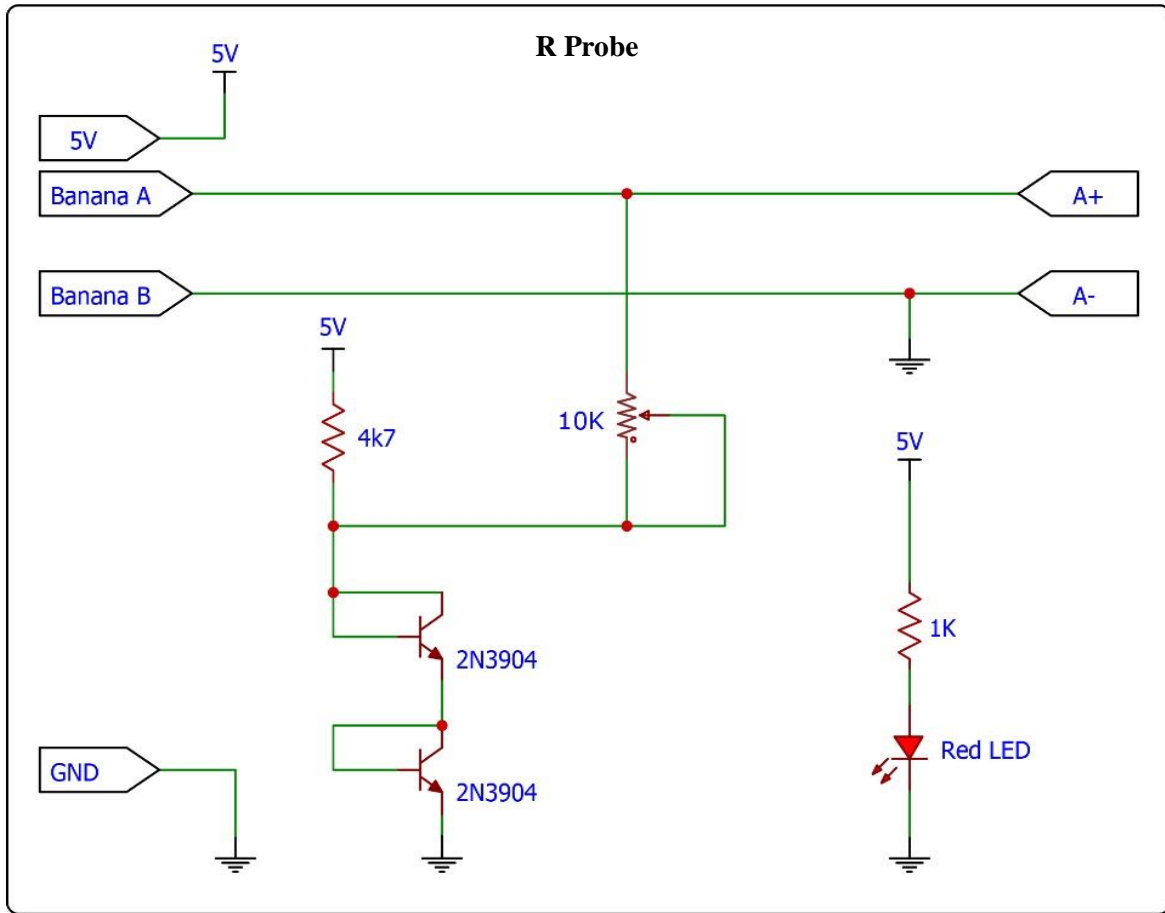 R Probe
5V
5V
Banana A
A+
Banana B
A-
5V
10K
4k7
5V
1K
2N3904
Red LED
GND
2N3904